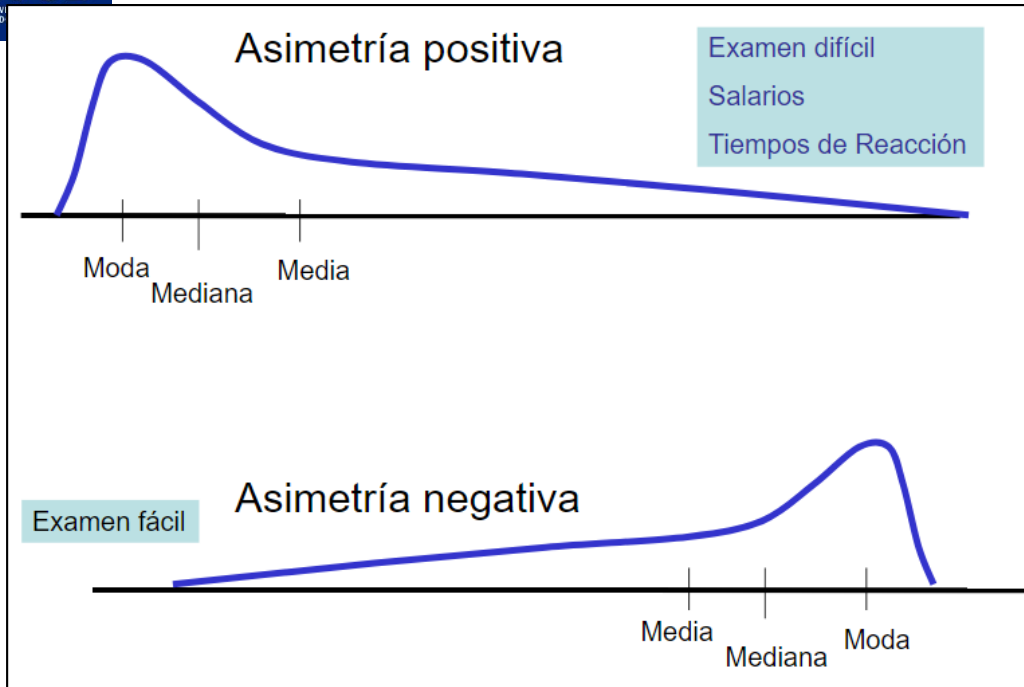 Asimetría positiva
Examen difícil
Salarios
Tiempos de Reacción
Moda
Mediana
Media
Asimetría negativa
Examen fácil
Media
Mediana
Moda